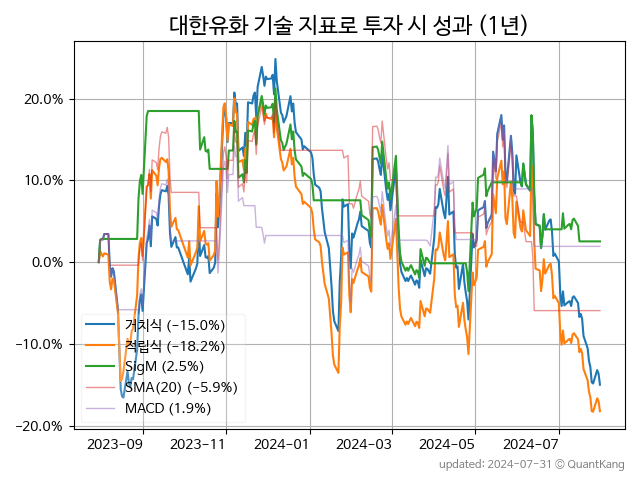 대한유화 기술 지표로 투자 시 성과 (1년)
20.0%
10.0%
0.0%
−10.0%
−20.0%
거치식 (−15.0%)
적립식 (−18.2%)
SigM (2.5%)
SMA(20) (−5.9%)
MACD (1.9%)
2023−09
2023−11
2024−01
2024−03
2024−05
2024−07
updated: 2024-07-31 © QuantKang